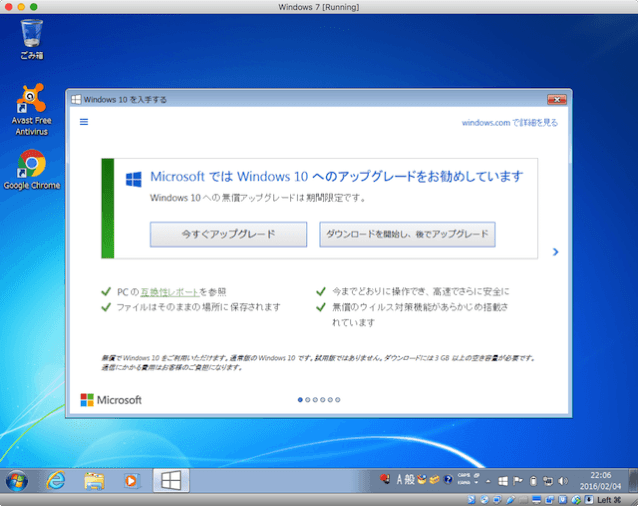 Windows 7 [Running]
ごみ箱
Avast Free
Antivirus
Google Chrome
Windows 10 を入手する
windows.com で詳細を見る
Microsoft では Windows 10 へのアップグレードをお勧めしています
Windows 10 への無償アップグレードは期間限定です。
今すぐアップグレード
ダウンロードを開始し、後でアップグレード
PC の互換性レポートを参照
ファイルはそのままの場所に保存されます
今までどおりに操作でき、高速でさらに安全に
無償のウイルス対策機能があらかじめ搭載さ
れています
無償で Windows 10 をご利用いただけます。通常版の Windows 10 です。試用版ではありません。ダウンロードには 3 GB 以上の空き容量が必要です。
通信にかかる費用はお客様のご負担になります。
Microsoft
A 般
CAPS
KANA
22:06
2016/02/04
Left ⌘